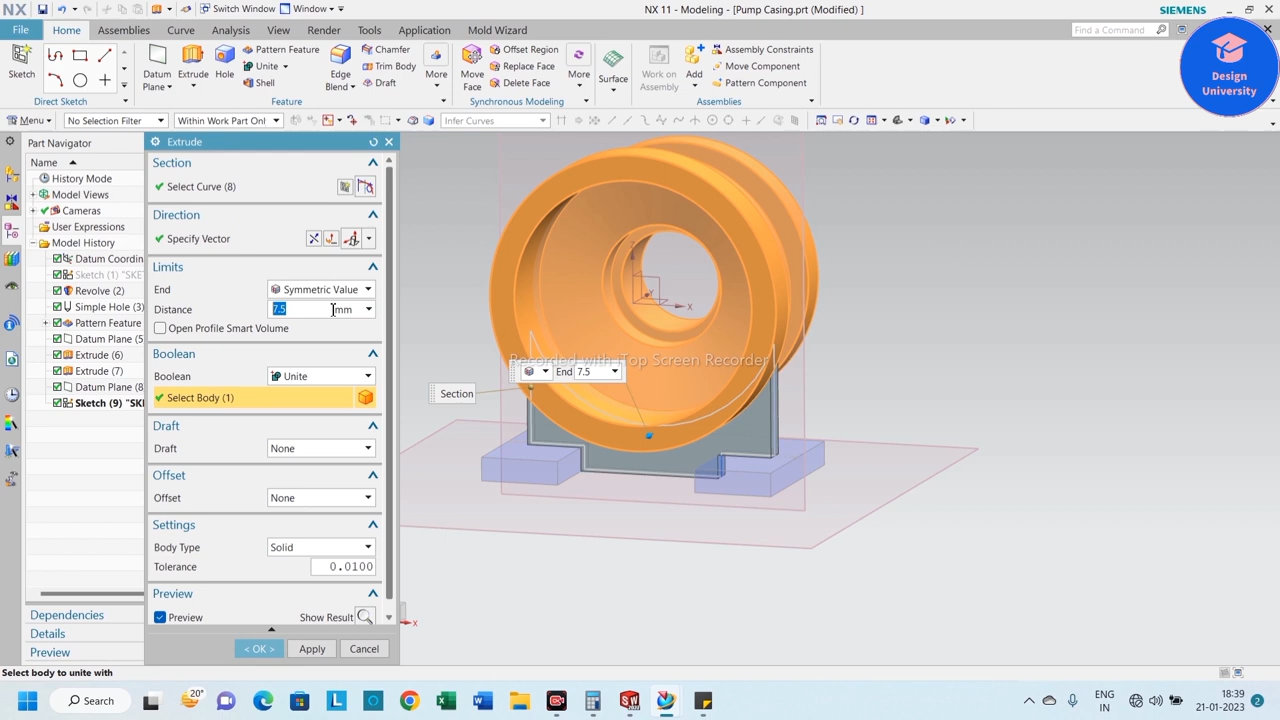 NX
Switch Window
Window
NX 11 - Modeling - [Pump Casing.prt (Modified) ]
SIEMENS
File
Home
Assemblies
Curve
Analysis
View
Render
Tools
Application
Mold Wizard
Find a Command
Sketch
Direct Sketch
Datum
Plane
Extrude
Hole
Pattern Feature
Unite
Shell
Edge
Blend
Chamfer
Trim Body
Draft
More
Feature
Move
Face
Offset Region
Replace Face
Delete Face
More
Synchronous Modeling
Surface
Work on
Assembly
Add
Assembly Constraints
Move Component
Pattern Component
Assemblies
Design
University
Menu
No Selection Filter
Within Work Part Onl
Infer Curves
Part Navigator
Name
History Mode
Model Views
Cameras
User Expressions
Model History
Datum Coordin
Sketch (1) "SKE
Revolve (2)
Simple Hole (3)
Pattern Feature
Datum Plane (5
Extrude (6)
Extrude (7)
Datum Plane (8
Sketch (9) "SKI
Dependencies
Details
Preview
Extrude
Section
Select Curve (8)
Direction
Specify Vector
Limits
End
Symmetric Value
Distance
7.5
mm
Open Profile Smart Volume
Boolean
Boolean
Unite
Select Body (1)
Draft
Draft
None
Offset
Offset
None
Settings
Body Type
Solid
Tolerance
0.0100
Preview
Preview
Show Result
< OK >
Apply
Cancel
Z
Y
X
Recorded with iTop Screen Recorder
End 7.5
Section
X
Select body to unite with
Search
20°
ENG
IN
18:39
21-01-2023
2